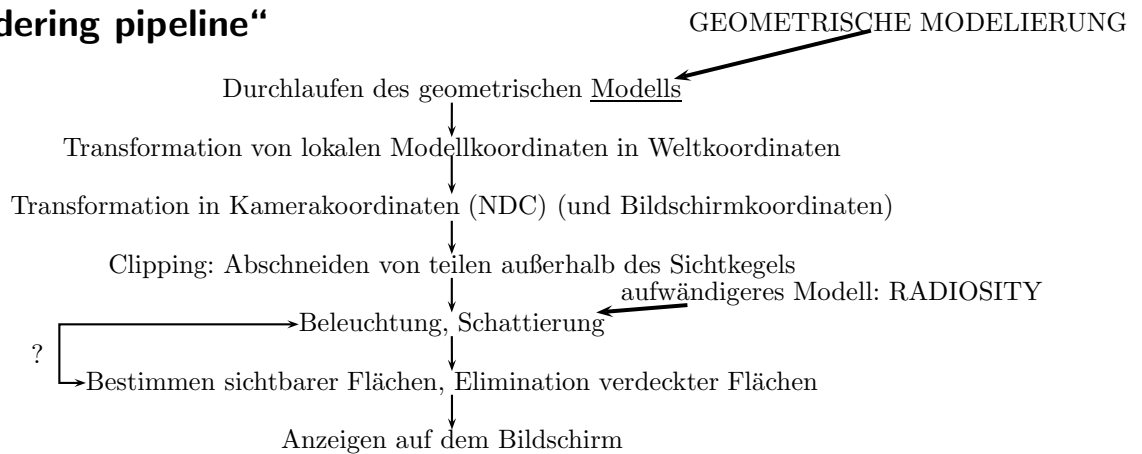 dering pipeline“
GEOMETRISCHE MODELIERUNG
Durchlaufen des geometrischen Modells
Transformation von lokalen Modellkoordinaten in Weltkoordinaten
Transformation in Kamerakoordinaten (NDC) (und Bildschirmkoordinaten)
Clipping: Abschneiden von teilen außerhalb des Sichtkegels
aufwändigeres Modell: RADIOSITY
Beleuchtung, Schattierung
?
Bestimmen sichtbarer Flächen, Elimination verdeckter Flächen
Anzeigen auf dem Bildschirm